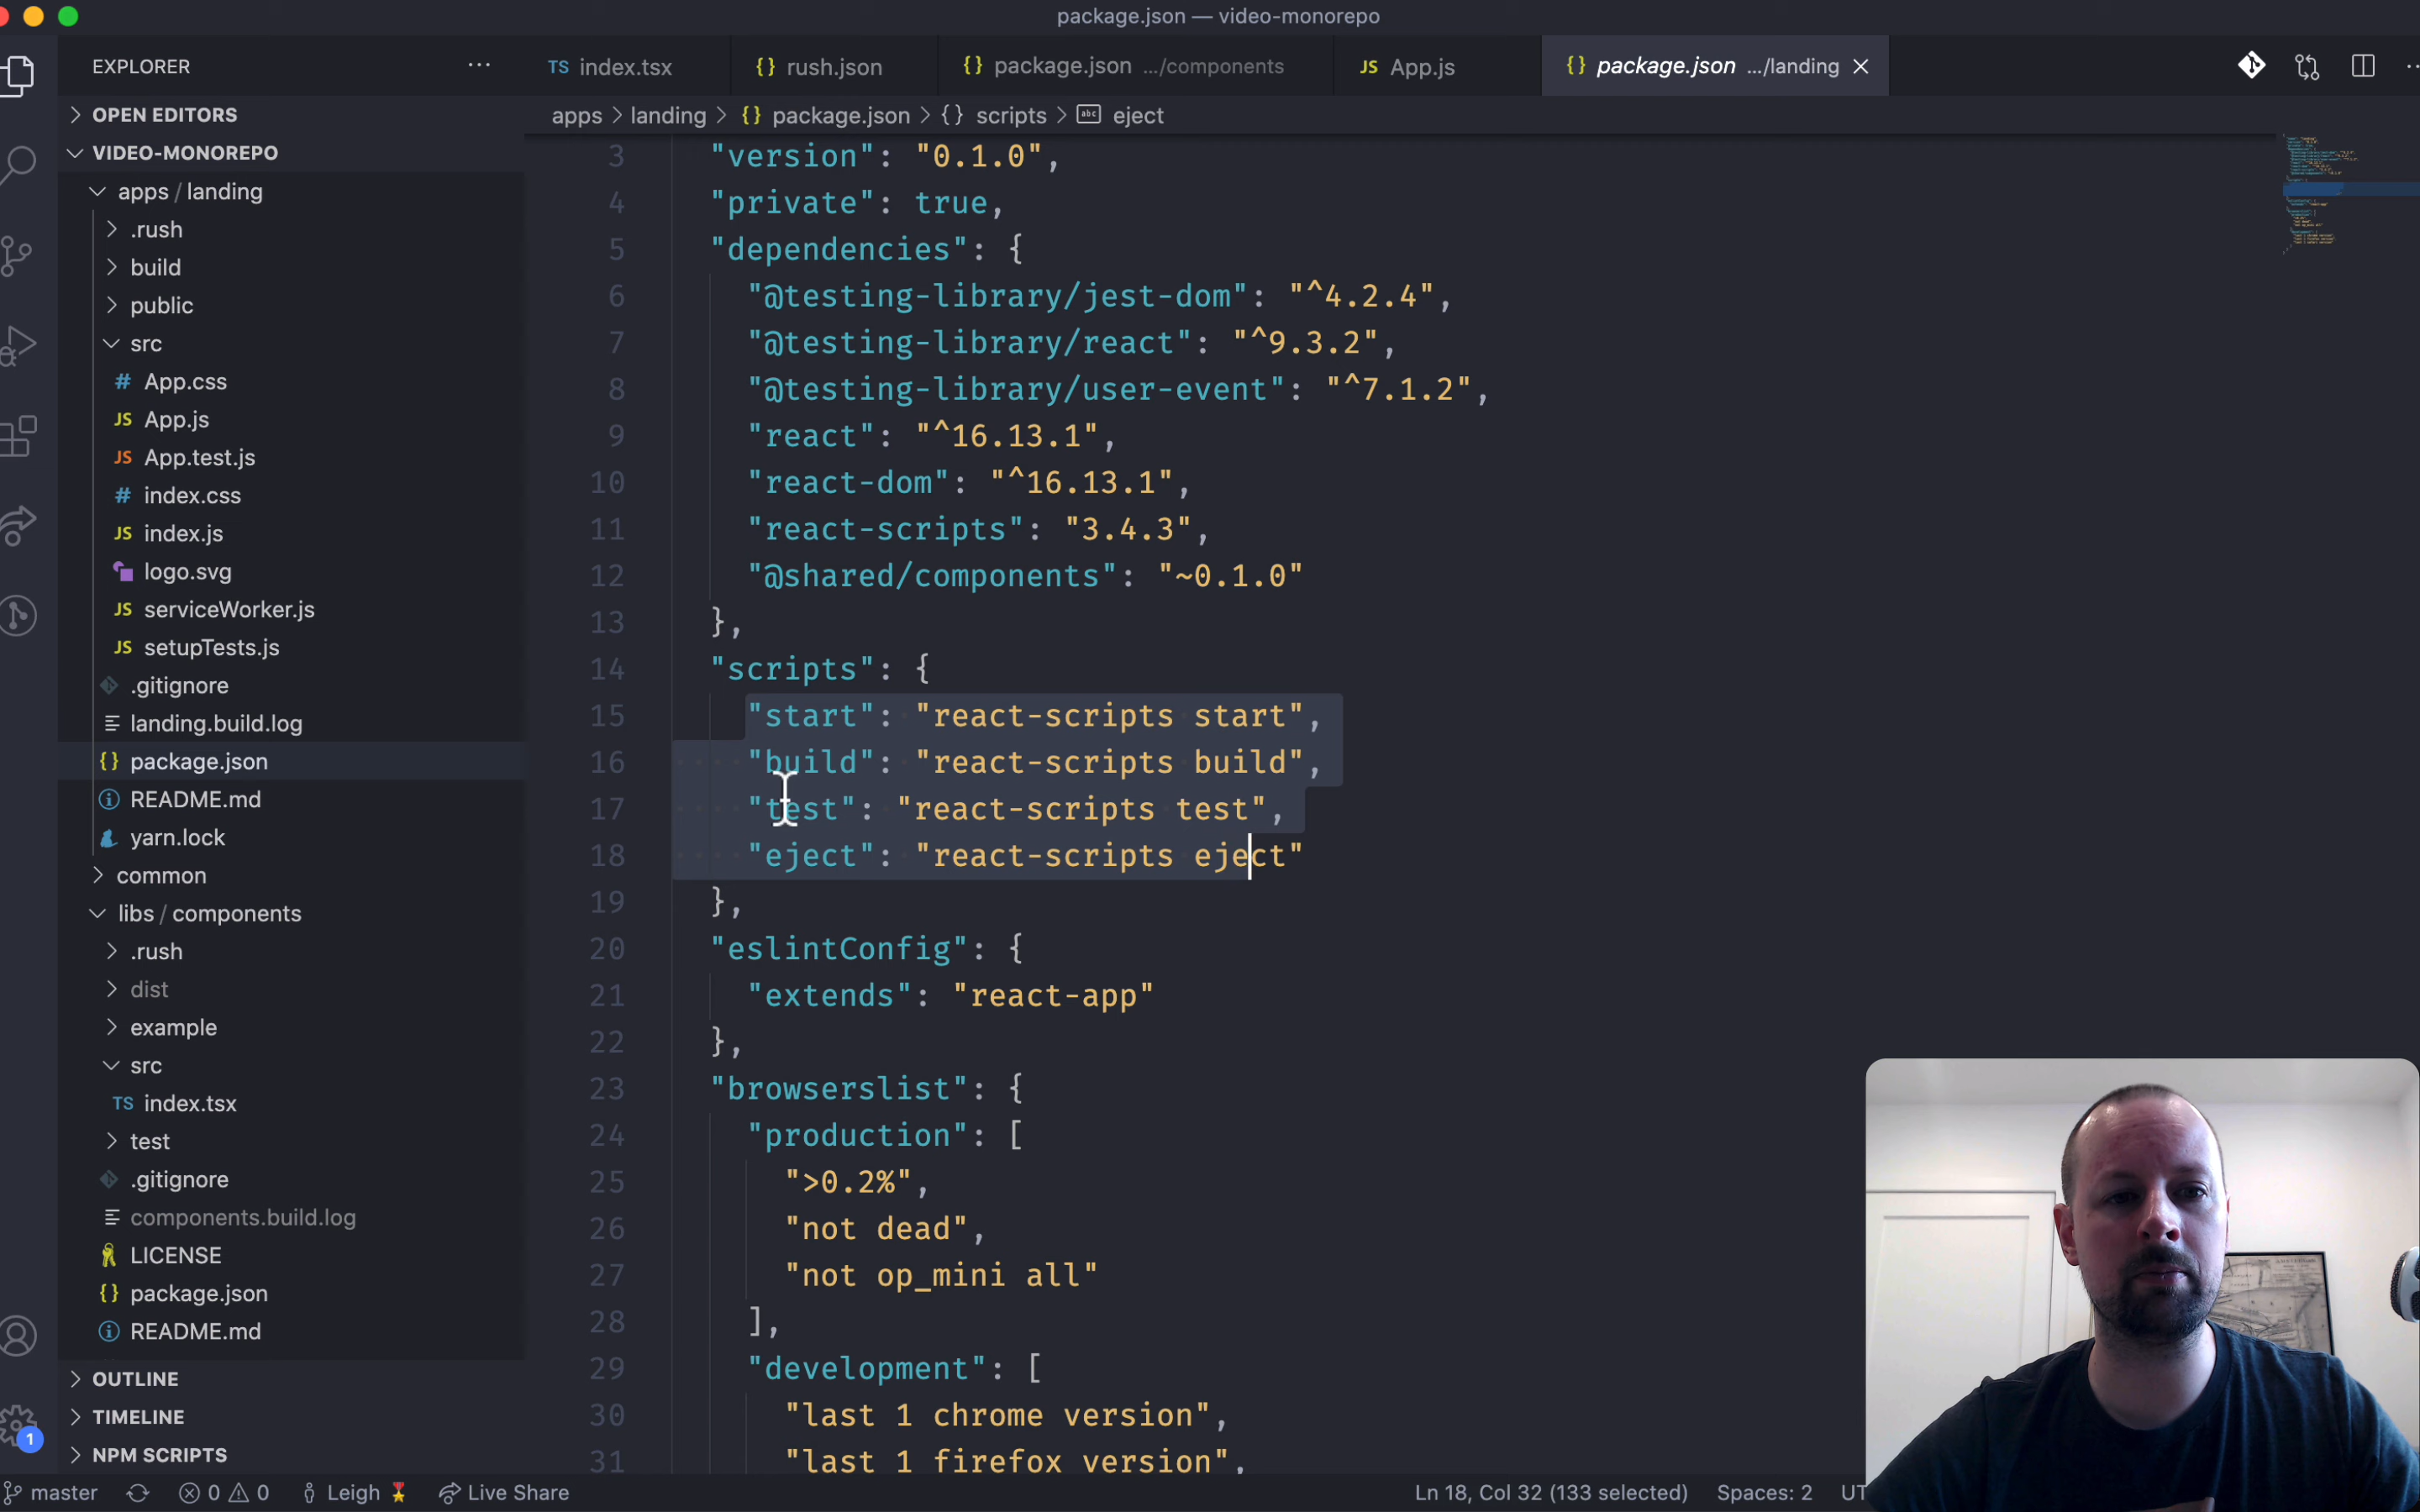 package.json — video-monorepo
EXPLORER
···
TS index.tsx
{} rush.json
{} package.json .../components
JS App.js
{} package.json .../landing
apps > landing > {} package.json > {} scripts > abc eject
OPEN EDITORS
VIDEO-MONOREPO
apps / landing
.rush
build
public
src
# App.css
JS App.js
JS App.test.js
# index.css
JS index.js
logo.svg
JS serviceWorker.js
JS setupTests.js
.gitignore
landing.build.log
{} package.json
README.md
yarn.lock
common
libs / components
.rush
dist
example
src
TS index.tsx
test
.gitignore
components.build.log
LICENSE
{} package.json
README.md
OUTLINE
TIMELINE
NPM SCRIPTS
1
3 "version": "0.1.0",
4 "private": true,
5 "dependencies": {
6 "@testing-library/jest-dom": "^4.2.4",
7 "@testing-library/react": "^9.3.2",
8 "@testing-library/user-event": "^7.1.2",
9 "react": "^16.13.1",
10 "react-dom": "^16.13.1",
11 "react-scripts": "3.4.3",
12 "@shared/components": "~0.1.0"
13 },
14 "scripts": {
15 "start": "react-scripts start",
16 "build": "react-scripts build",
17 "test": "react-scripts test",
18 "eject": "react-scripts eject"
19 },
20 "eslintConfig": {
21 "extends": "react-app"
22 },
23 "browserslist": {
24 "production": [
25 ">0.2%",
26 "not dead",
27 "not op_mini all"
28 ],
29 "development": [
30 "last 1 chrome version",
31 "last 1 firefox version",
master
0 0
Leigh
Live Share
Ln 18, Col 32 (133 selected)
Spaces: 2